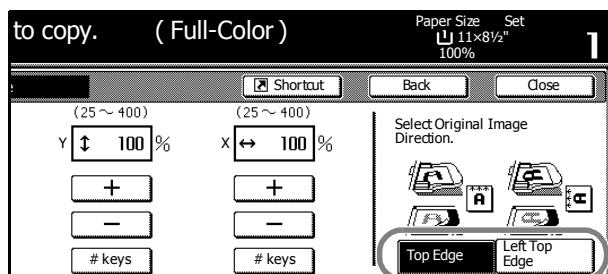 to copy. ( Full-Color )
Paper Size Set
11×8½"
100%
1
Shortcut
Back
Close
(25～400)
(25～400)
Y 100 %
X 100 %
Select Original Image
Direction.
+
+
−
−
# keys
# keys
Top Edge
Left Top
Edge